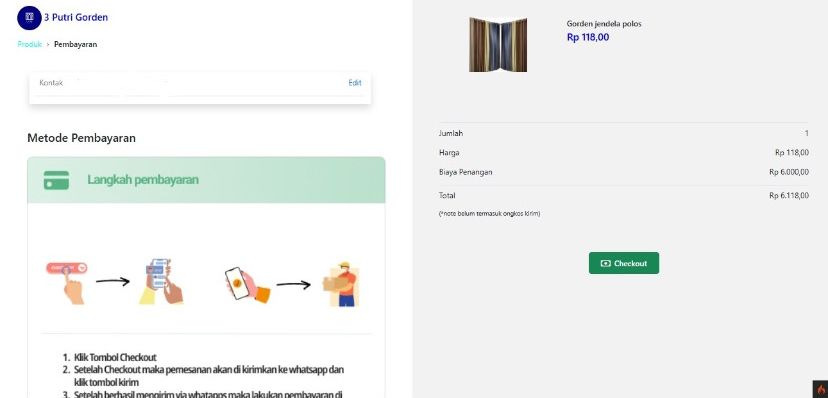 3 Putri Gorden
Produk > Pembayaran
Kontak
Edit
Metode Pembayaran
Langkah pembayaran
1. Klik Tombol Checkout
2. Setelah Checkout maka pemesanan akan di kirimkan ke whatsapp dan
klik tombol kirim
3. Setelah berhasil mengirim via whatapps maka lakukan pembayaran di
Gorden jendela polos
Rp 118,00
Jumlah 1
Harga Rp 118,00
Biaya Penangan Rp 6.000,00
Total Rp 6.118,00
(*note belum termasuk ongkos kirim)
Checkout